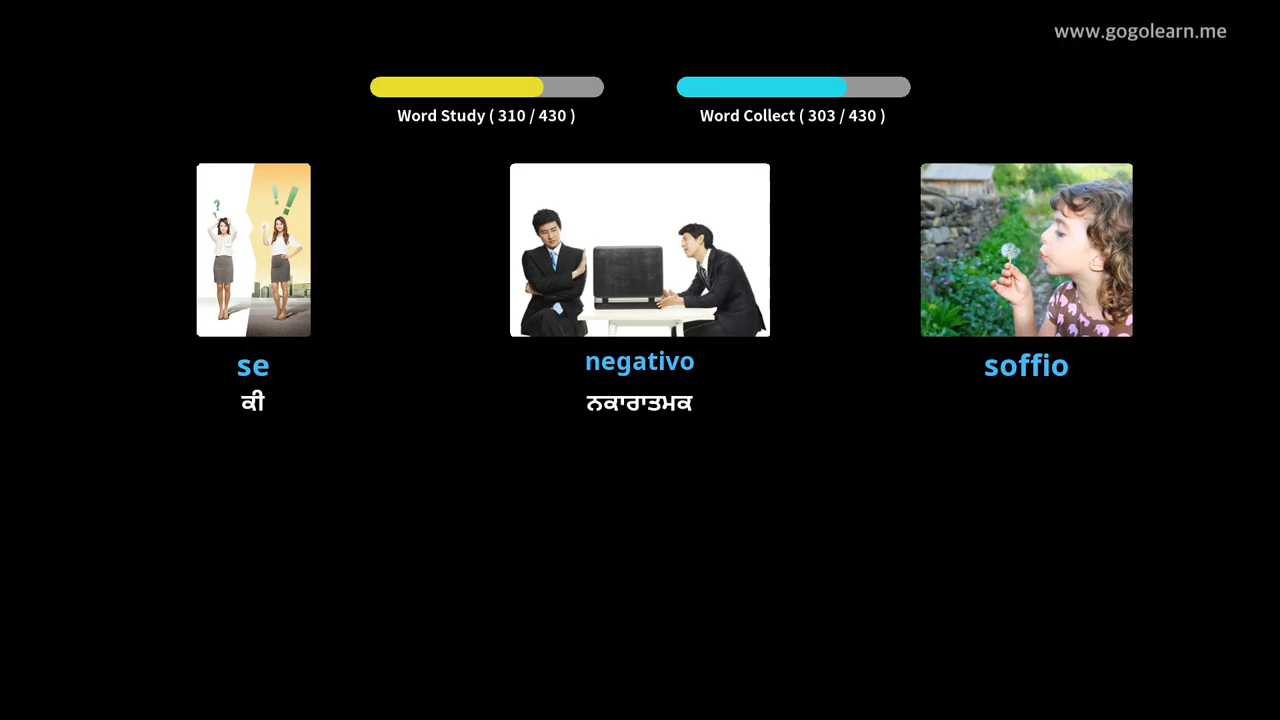 www.gogolearn.me
Word Study ( 310 / 430 )
Word Collect ( 303 / 430 )
se
negativo
soffio
ਕੀ
ਨਕਾਰਾਤਮਕ